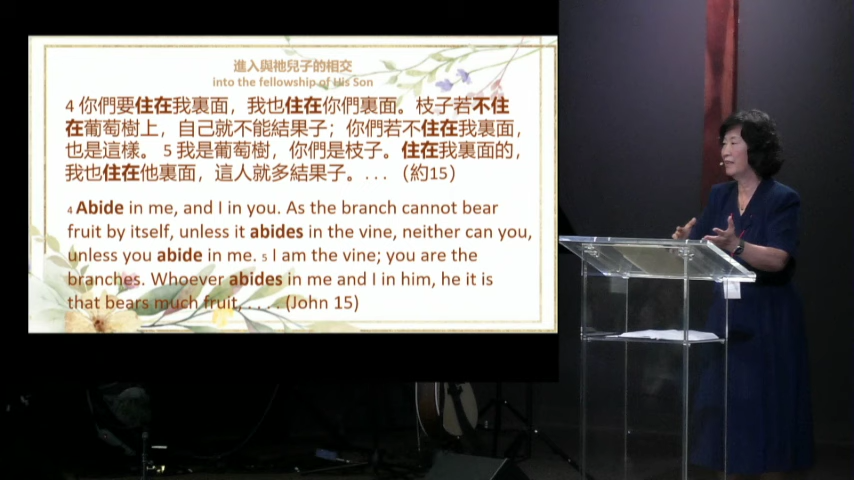 進入與祂兒子的相交
into the fellowship of His Son
4 你們要住在我裏面，我也住在你們裏面。枝子若不住
在葡萄樹上，自己就不能結果子；你們若不住在我裏面，
也是這樣。 5 我是葡萄樹，你們是枝子。住在我裏面的，
我也住在他裏面，這人就多結果子。... （約15）
4 Abide in me, and I in you. As the branch cannot bear
fruit by itself, unless it abides in the vine, neither can you,
unless you abide in me. 5 I am the vine; you are the
branches. Whoever abides in me and I in him, he it is
that bears much fruit, . . . . (John 15)